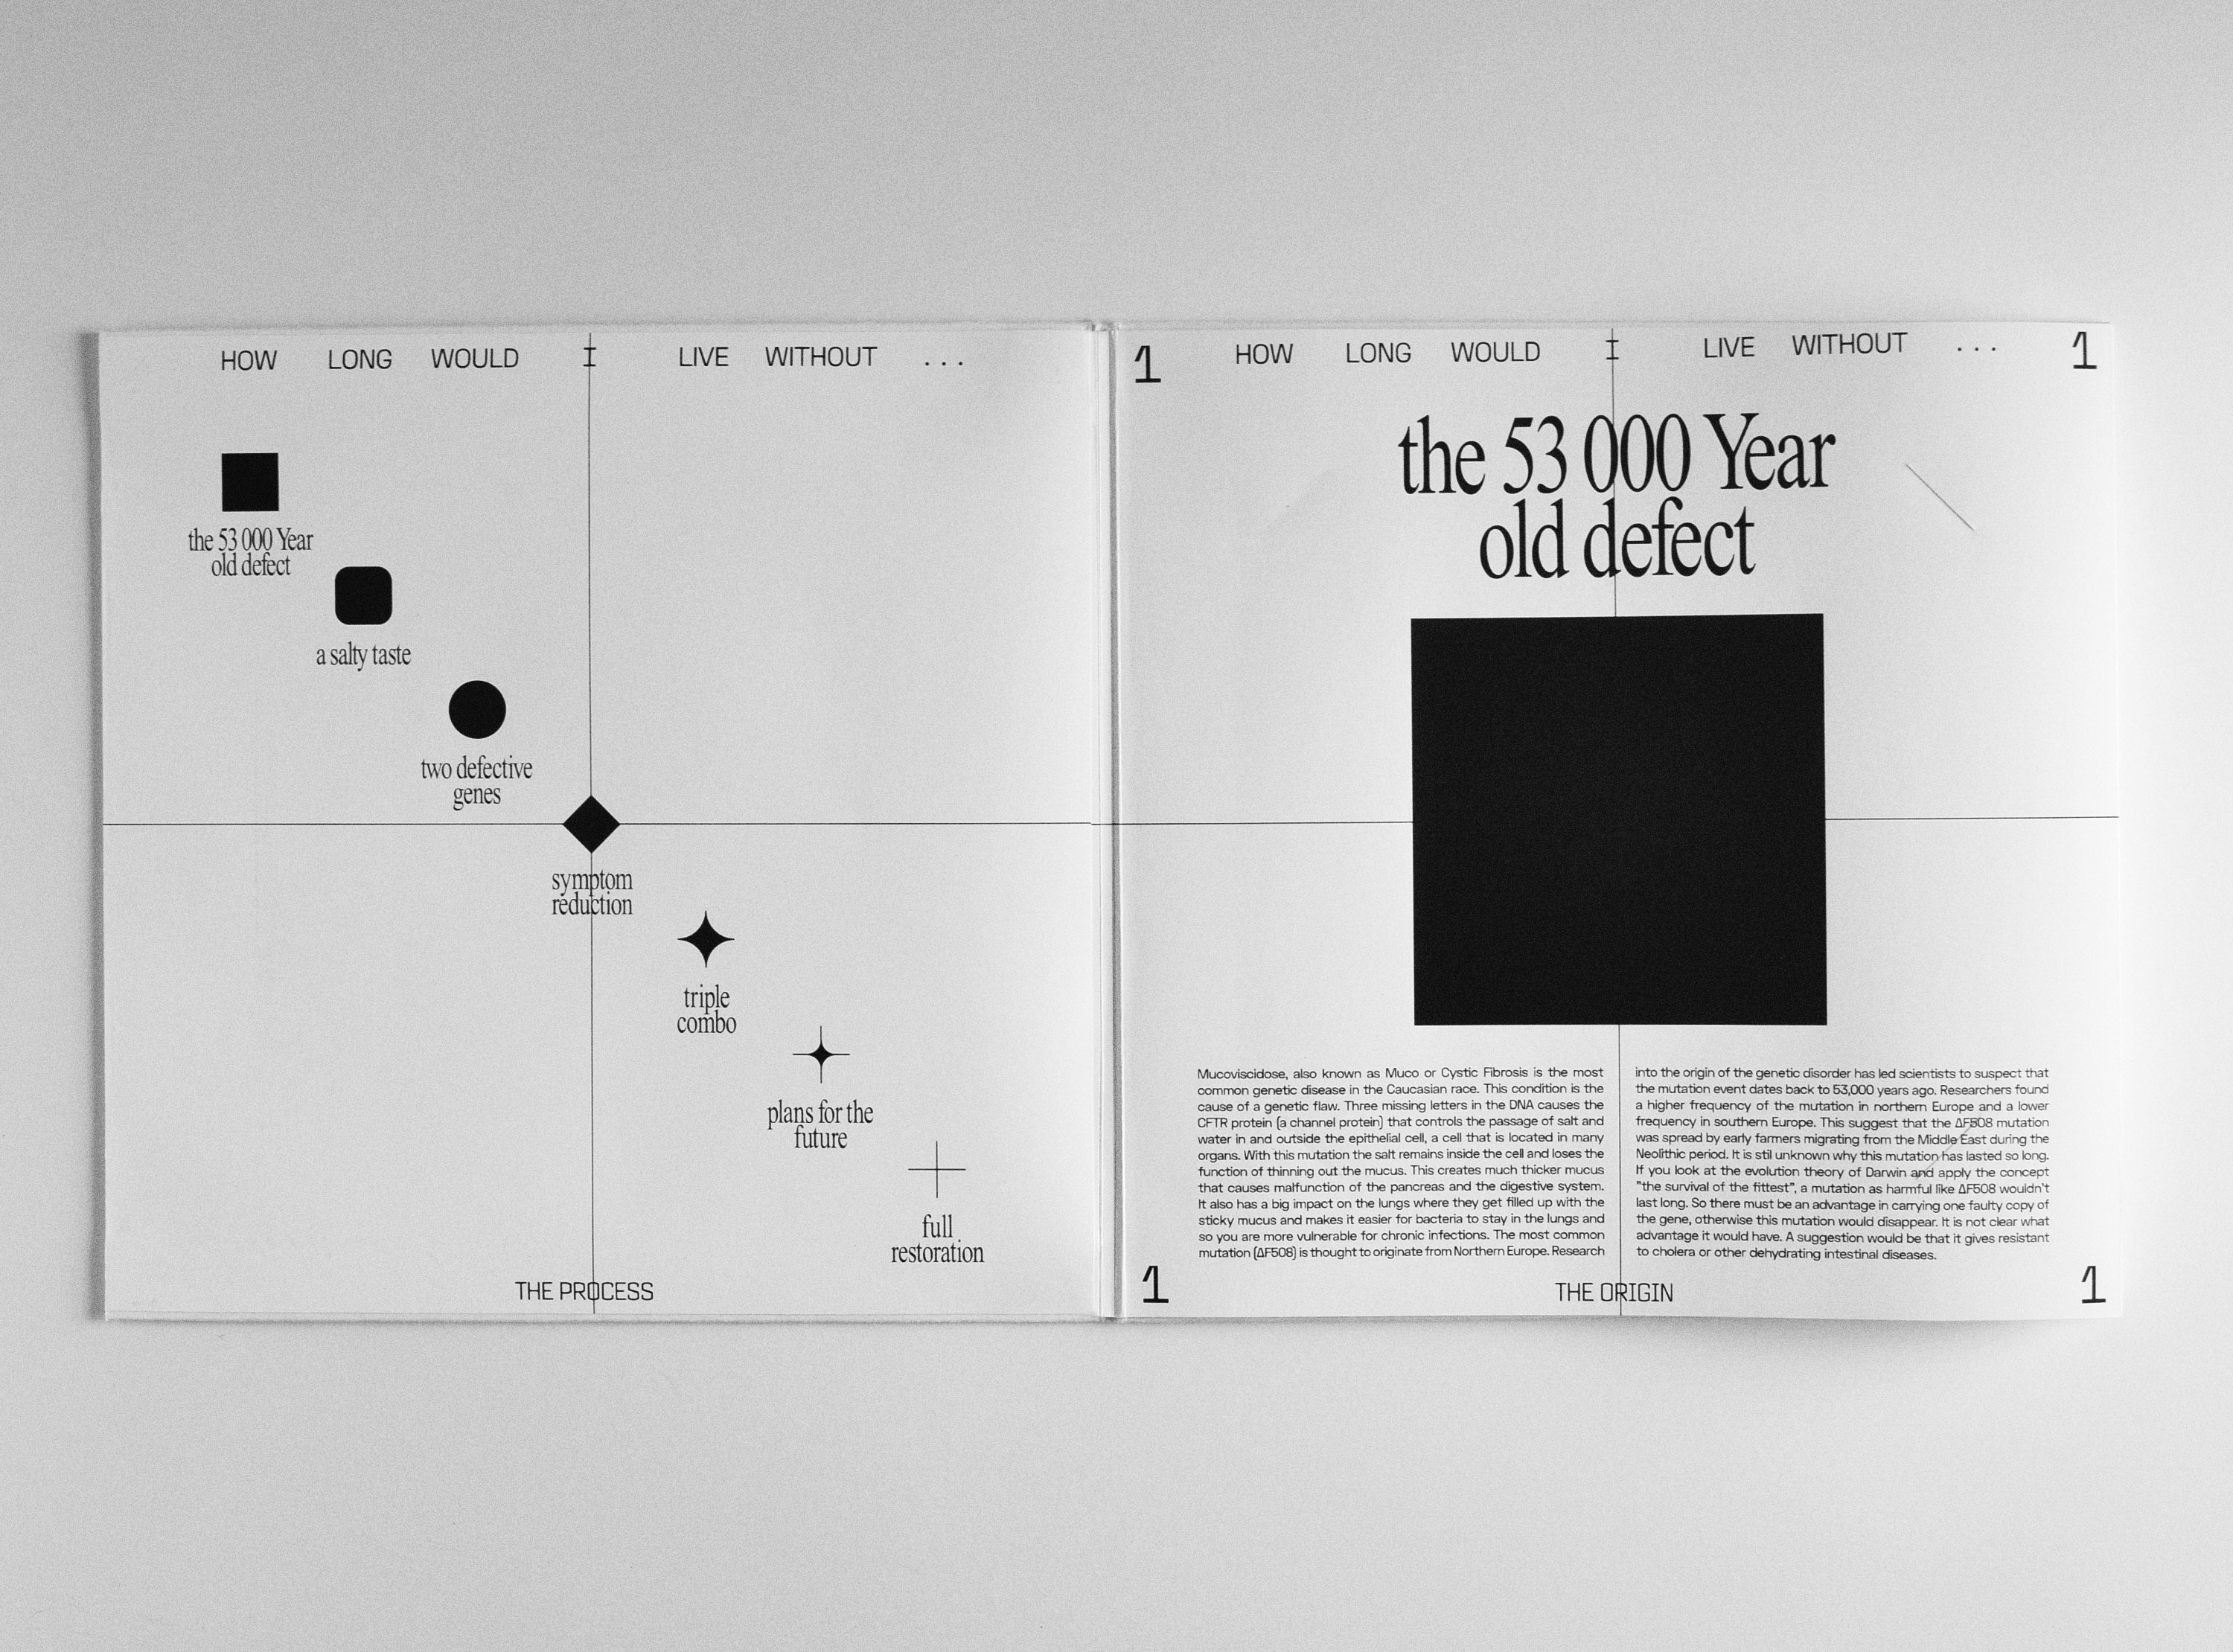 HOW LONG WOULD I LIVE WITHOUT ...
the 53 000 Year
old defect
a salty taste
two defective
genes
symptom
reduction
triple
combo
plans for the
future
full
restoration
THE PROCESS
1 HOW LONG WOULD I LIVE WITHOUT ... 1
the 53 000 Year
old defect
Mucoviscidose, also known as Muco or Cystic Fibrosis is the most
common genetic disease in the Caucasian race. This condition is the
cause of a genetic flaw. Three missing letters in the DNA causes the
CFTR protein (a channel protein) that controls the passage of salt and
water in and outside the epithelial cell, a cell that is located in many
organs. With this mutation the salt remains inside the cell and loses the
function of thinning out the mucus. This creates much thicker mucus
that causes malfunction of the pancreas and the digestive system.
It also has a big impact on the lungs where they get filled up with the
sticky mucus and makes it easier for bacteria to stay in the lungs and
so you are more vulnerable for chronic infections. The most common
mutation (ΔF508) is thought to originate from Northern Europe. Research
into the origin of the genetic disorder has led scientists to suspect that
the mutation event dates back to 53,000 years ago. Researchers found
a higher frequency of the mutation in northern Europe and a lower
frequency in southern Europe. This suggest that the ΔF508 mutation
was spread by early farmers migrating from the Middle East during the
Neolithic period. It is stil unknown why this mutation has lasted so long.
If you look at the evolution theory of Darwin and apply the concept
"the survival of the fittest", a mutation as harmful like ΔF508 wouldn't
last long. So there must be an advantage in carrying one faulty copy of
the gene, otherwise this mutation would disappear. It is not clear what
advantage it would have. A suggestion would be that it gives resistant
to cholera or other dehydrating intestinal diseases.
1 THE ORIGIN 1